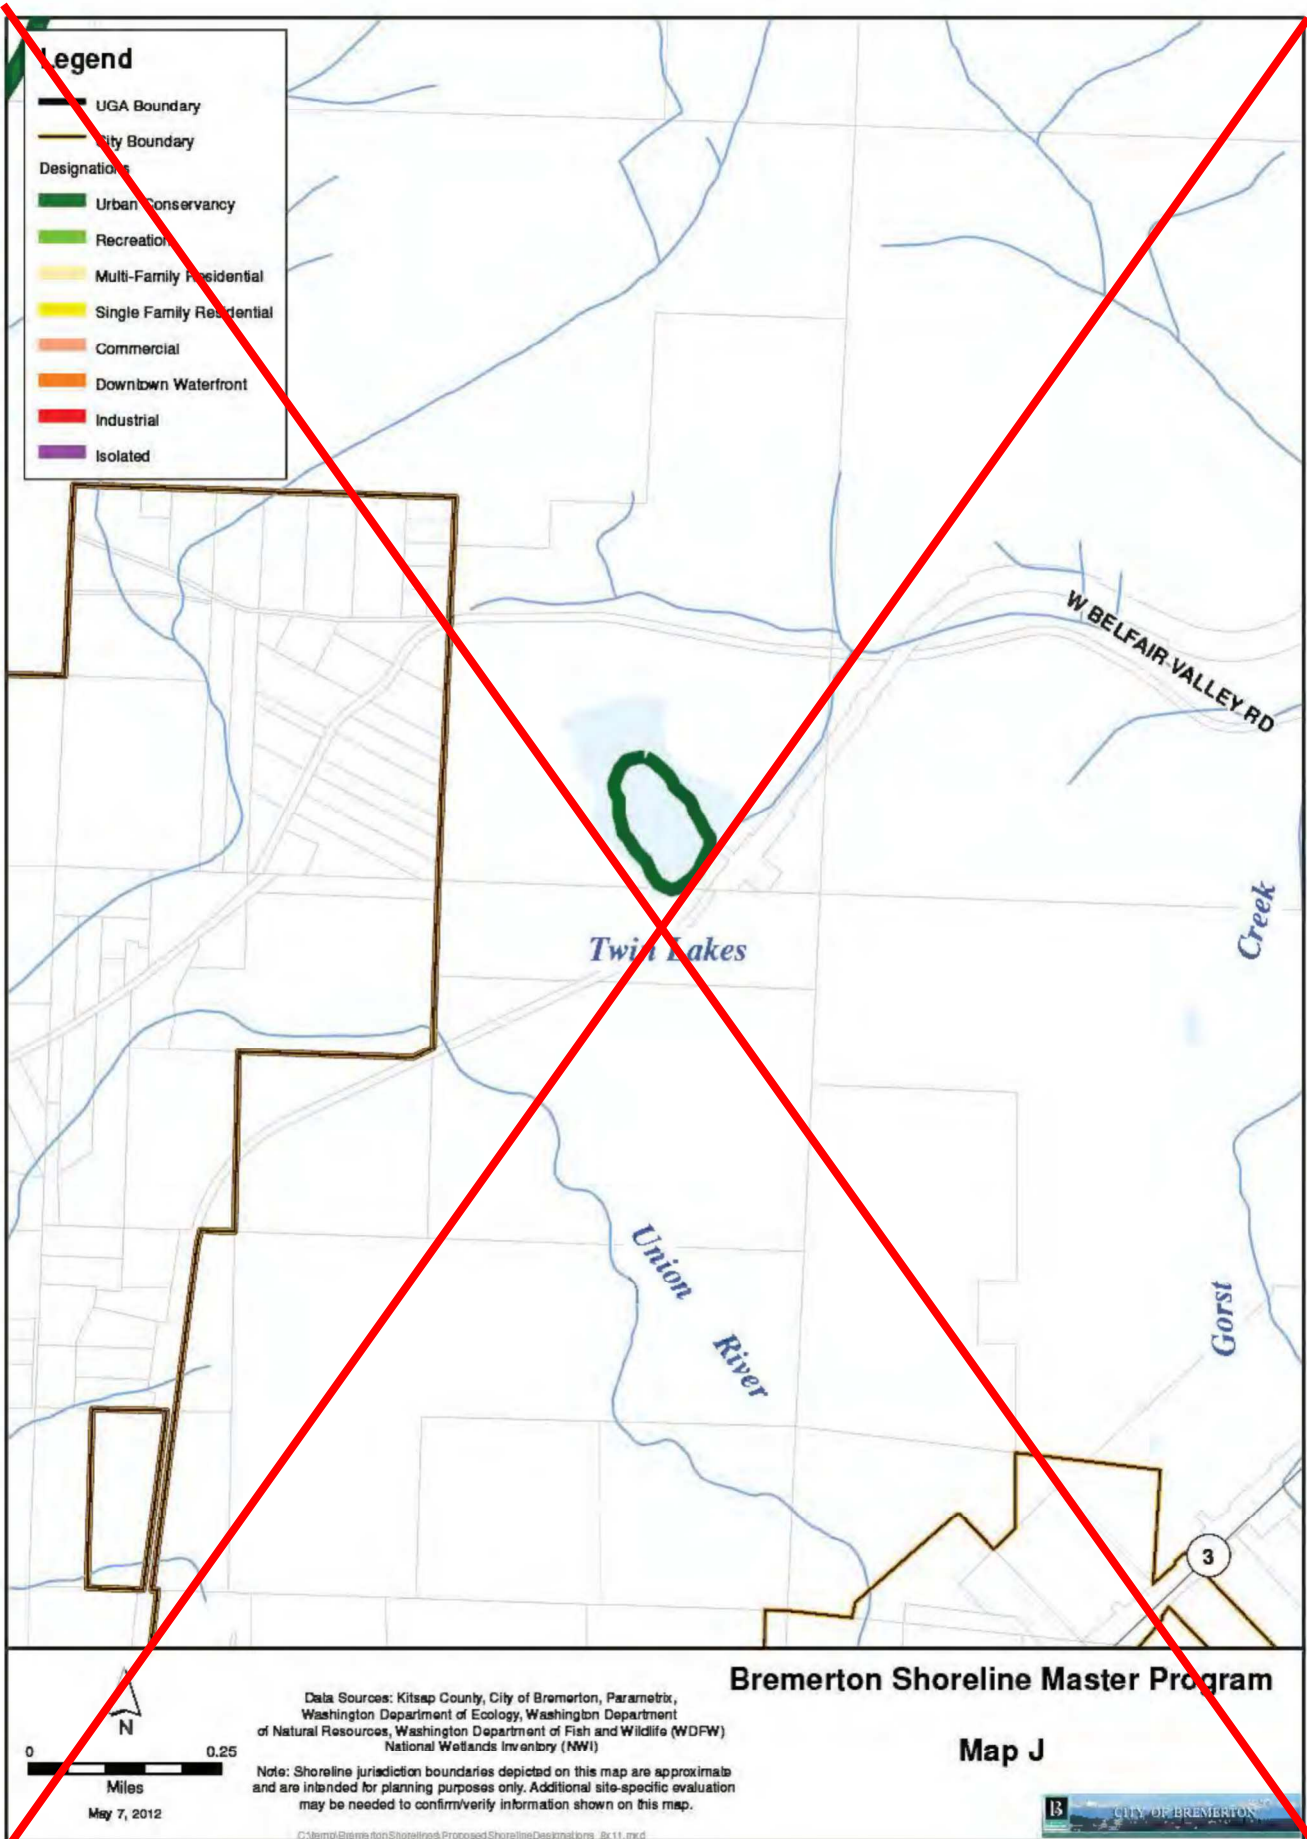 Legend
UGA Boundary
City Boundary
Designations
Urban Conservancy
Recreation
Multi-Family Residential
Single Family Residential
Commercial
Downtown Waterfront
Industrial
Isolated
W BELFAIR VALLEY RD
Twin Lakes
Creek
Gorst
Union
River
3
N
0 0.25
Miles
May 7, 2012
Data Sources: Kitsap County, City of Bremerton, Parametrix,
Washington Department of Ecology, Washington Department
of Natural Resources, Washington Department of Fish and Wildlife (WDFW)
National Wetlands Inventory (NWI)
Note: Shoreline jurisdiction boundaries depicted on this map are approximate
and are intended for planning purposes only. Additional site-specific evaluation
may be needed to confirm/verify information shown on this map.
C:\temp\BremertonShorelines\ProposedShorelineDesignations_8x11.mxd
Bremerton Shoreline Master Program
Map J
B
CITY OF BREMERTON